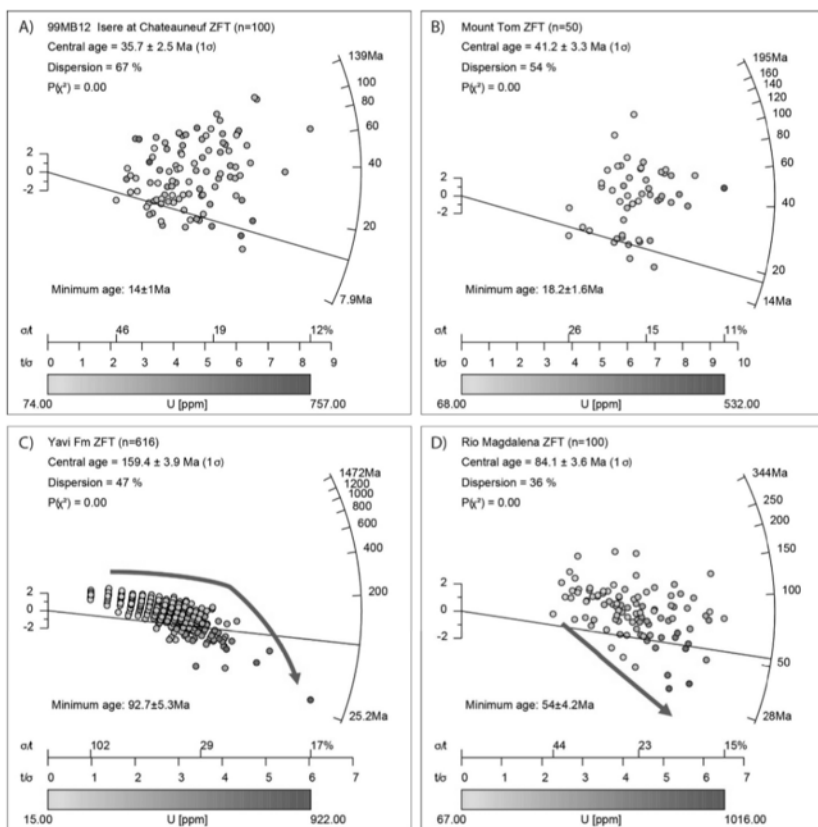 A) 99MB12 Isere at Chateauneuf ZFT (n=100)
Central age = 35.7 ± 2.5 Ma (1σ)
Dispersion = 67 %
P(χ²) = 0.00
139Ma
100
80
60
40
20
7.9Ma
2
0
-2
Minimum age: 14±1Ma
σ/t 46 19 12%
t/σ 0 1 2 3 4 5 6 7 8 9
74.00 U [ppm] 757.00
B) Mount Tom ZFT (n=50)
Central age = 41.2 ± 3.3 Ma (1σ)
Dispersion = 54 %
P(χ²) = 0.00
195Ma
160
140
120
100
80
60
40
20
14Ma
2
0
-2
Minimum age: 18.2±1.6Ma
σ/t 26 15 11%
t/σ 0 1 2 3 4 5 6 7 8 9 10
68.00 U [ppm] 532.00
C) Yavi Fm ZFT (n=616)
Central age = 159.4 ± 3.9 Ma (1σ)
Dispersion = 47 %
P(χ²) = 0.00
1472Ma
1200
1000
800
600
400
200
25.2Ma
2
0
-2
Minimum age: 92.7±5.3Ma
σ/t 102 29 17%
t/σ 0 1 2 3 4 5 6 7
15.00 U [ppm] 922.00
D) Rio Magdalena ZFT (n=100)
Central age = 84.1 ± 3.6 Ma (1σ)
Dispersion = 36 %
P(χ²) = 0.00
344Ma
250
200
150
100
50
28Ma
2
0
-2
Minimum age: 54±4.2Ma
σ/t 44 23 15%
t/σ 0 1 2 3 4 5 6 7
67.00 U [ppm] 1016.00